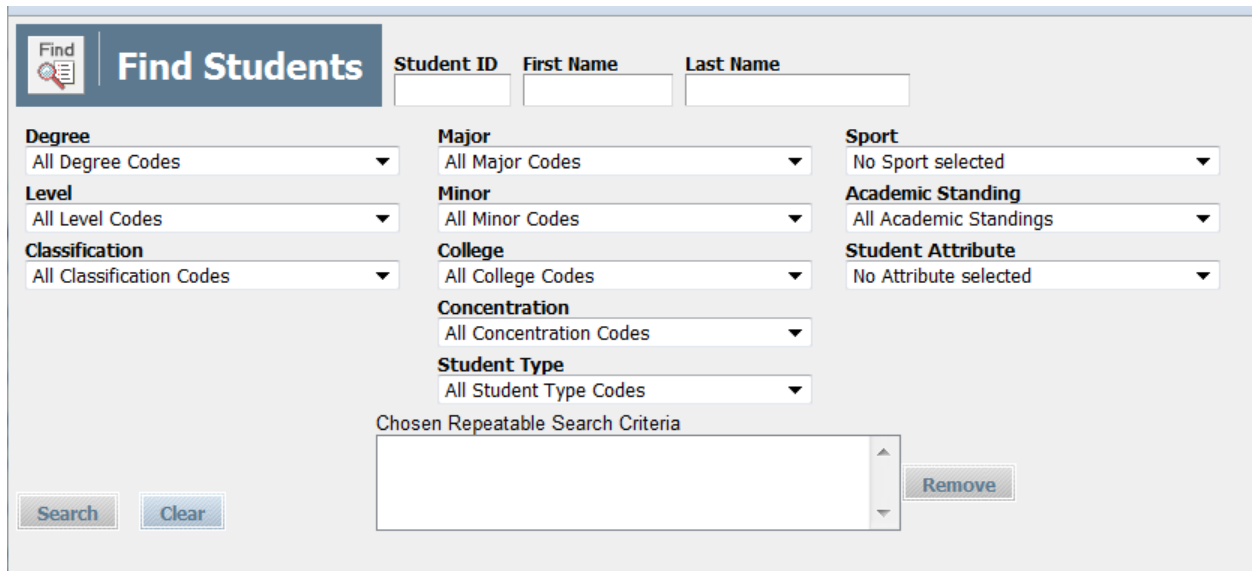 Find
Find Students
Student ID First Name Last Name
Degree Major Sport
All Degree Codes All Major Codes No Sport selected
Level Minor Academic Standing
All Level Codes All Minor Codes All Academic Standings
Classification College Student Attribute
All Classification Codes All College Codes No Attribute selected
Concentration
All Concentration Codes
Student Type
All Student Type Codes
Chosen Repeatable Search Criteria
Remove
Search Clear